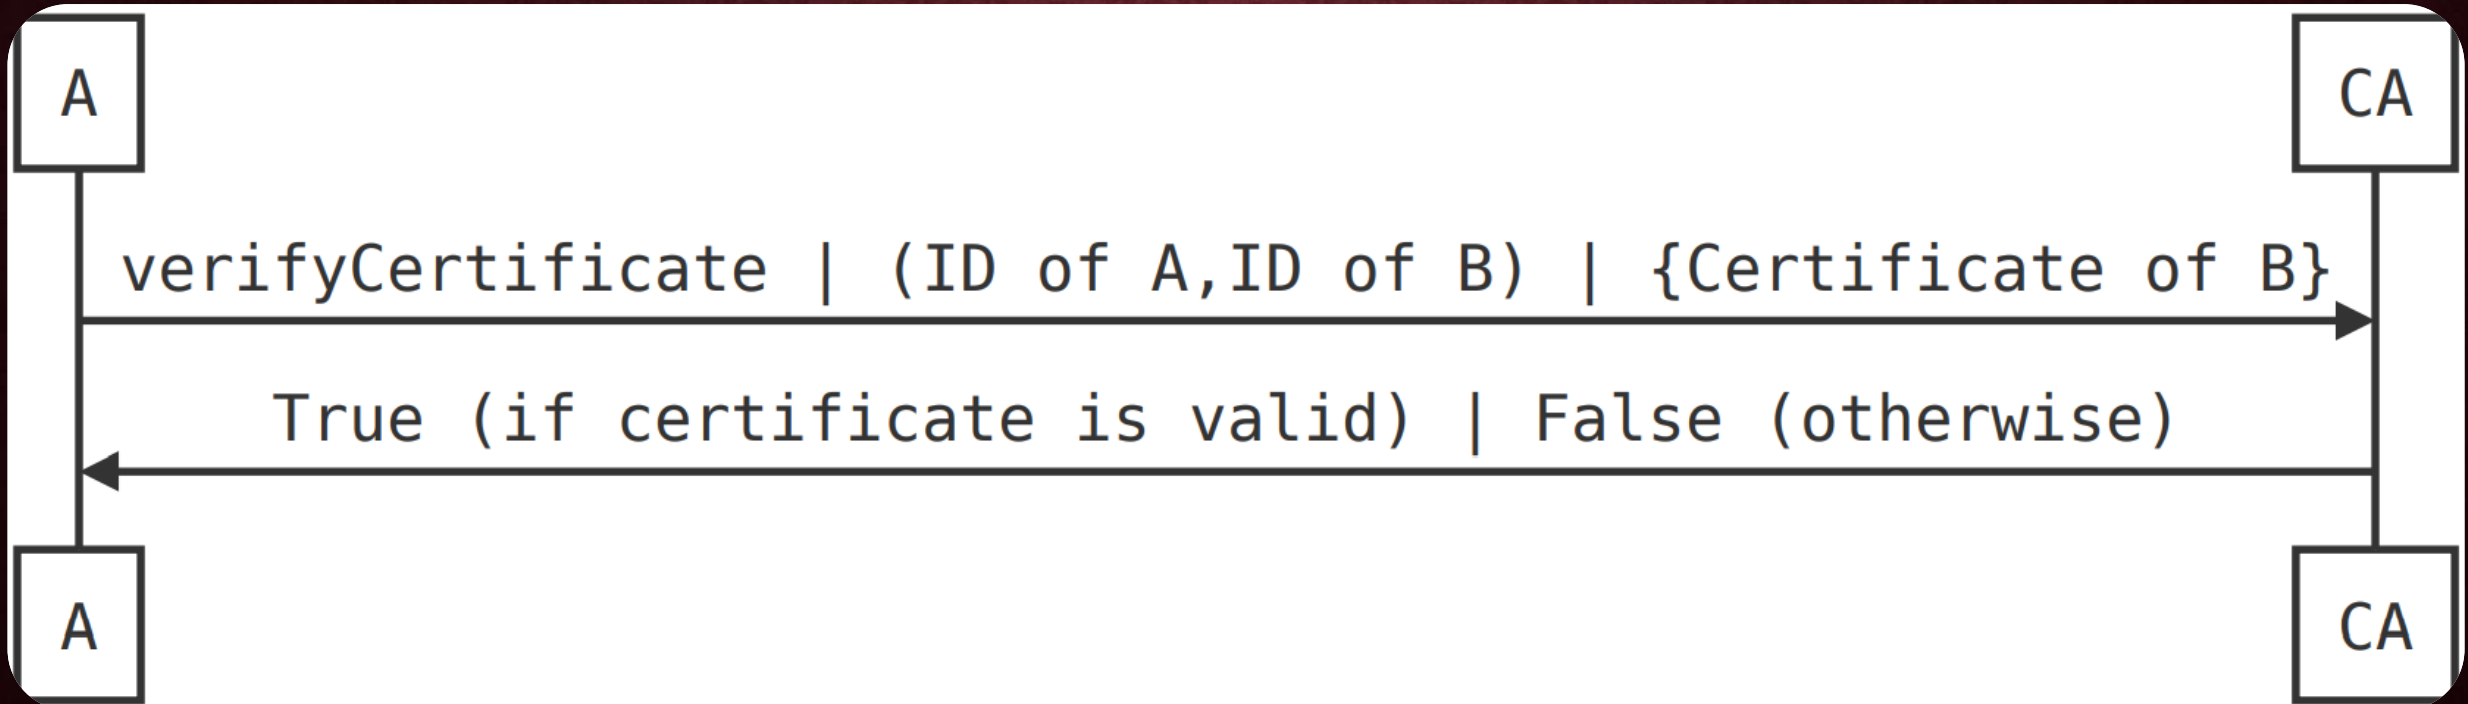 A
CA
verifyCertificate | (ID of A,ID of B) | {Certificate of B}
True (if certificate is valid) | False (otherwise)
A
CA